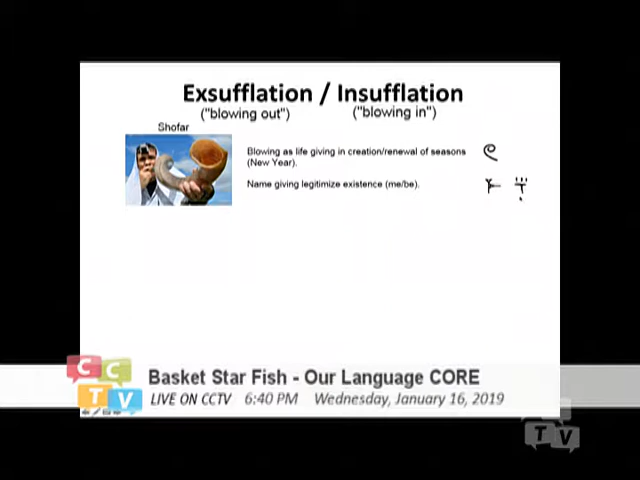 Exsufflation / Insufflation
("blowing out") ("blowing in")
Shofar
Blowing as life giving in creation/renewal of seasons
(New Year).
Name giving legitimize existence (me/be).
CC
TV
Basket Star Fish - Our Language CORE
LIVE ON CCTV 6:40 PM Wednesday, January 16, 2019
TV